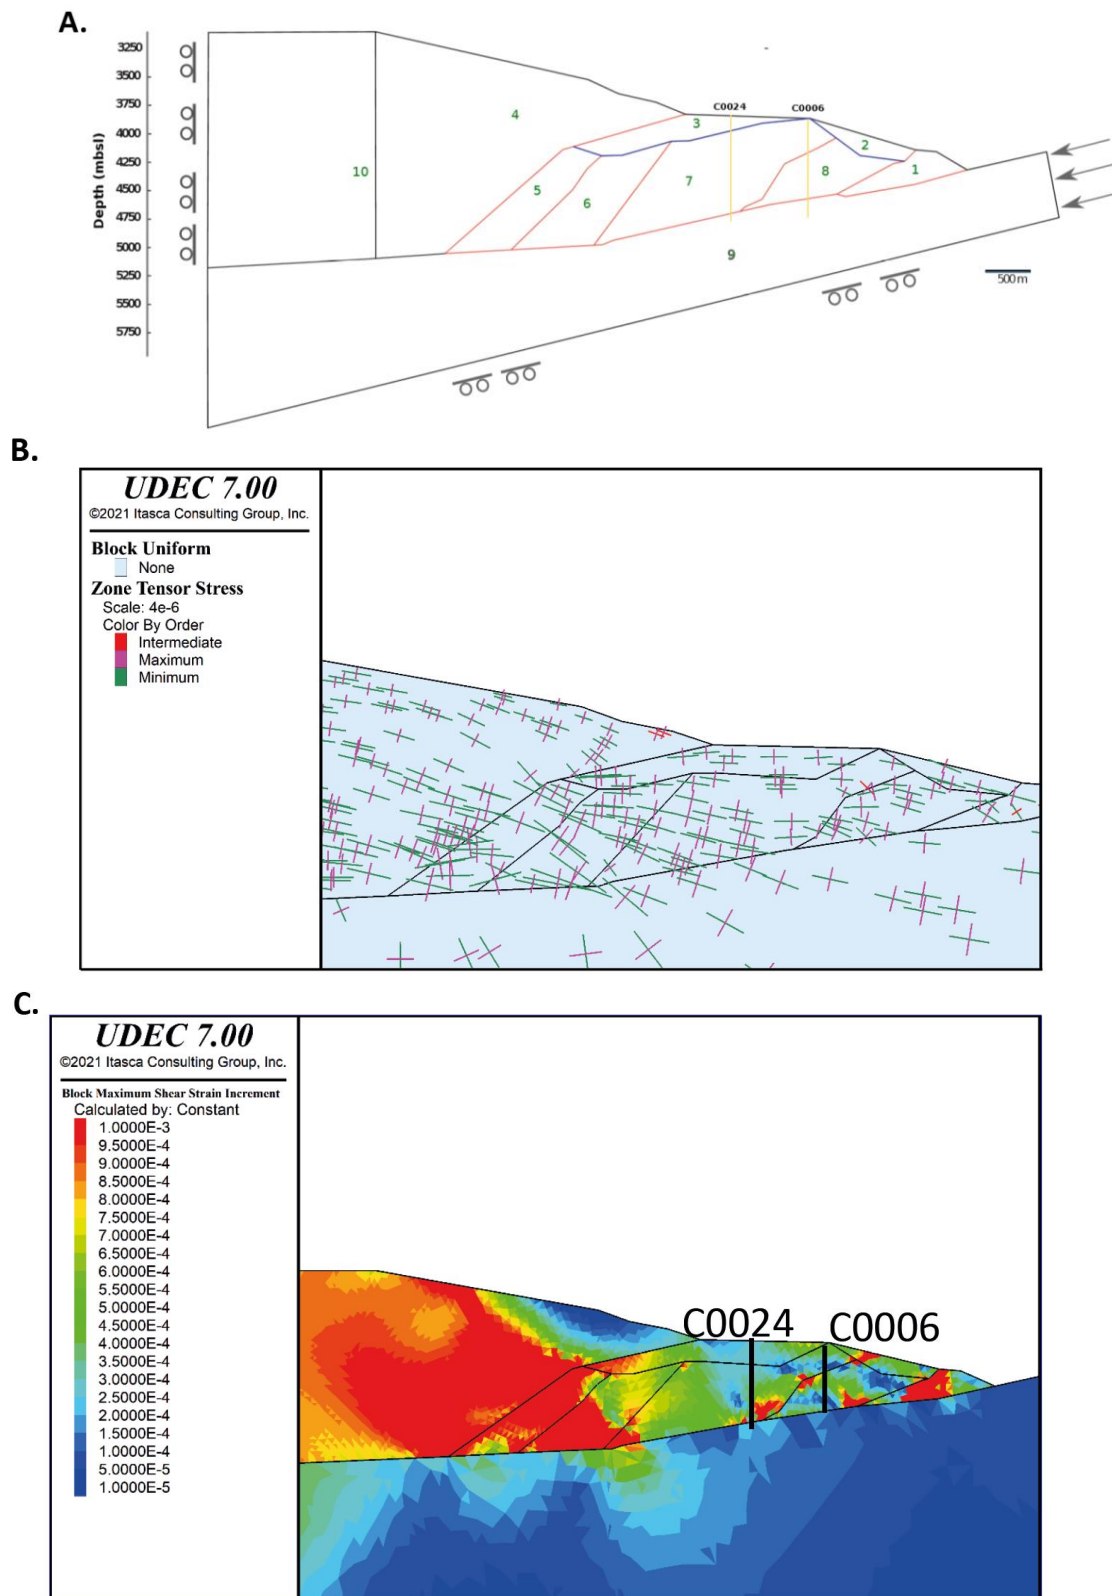 A.
3250
3500
3750
4000
4250
4500
4750
5000
5250
5500
5750
Depth (mbsl)
C0024
C0006
4
3
2
10
5
6
7
8
1
9
500m
B.
UDEC 7.00
©2021 Itasca Consulting Group, Inc.
Block Uniform
None
Zone Tensor Stress
Scale: 4e-6
Color By Order
Intermediate
Maximum
Minimum
C.
UDEC 7.00
©2021 Itasca Consulting Group, Inc.
Block Maximum Shear Strain Increment
Calculated by: Constant
1.0000E-3
9.5000E-4
9.0000E-4
8.5000E-4
8.0000E-4
7.5000E-4
7.0000E-4
6.5000E-4
6.0000E-4
5.5000E-4
5.0000E-4
4.5000E-4
4.0000E-4
3.5000E-4
3.0000E-4
2.5000E-4
2.0000E-4
1.5000E-4
1.0000E-4
5.0000E-5
1.0000E-5
C0024 C0006